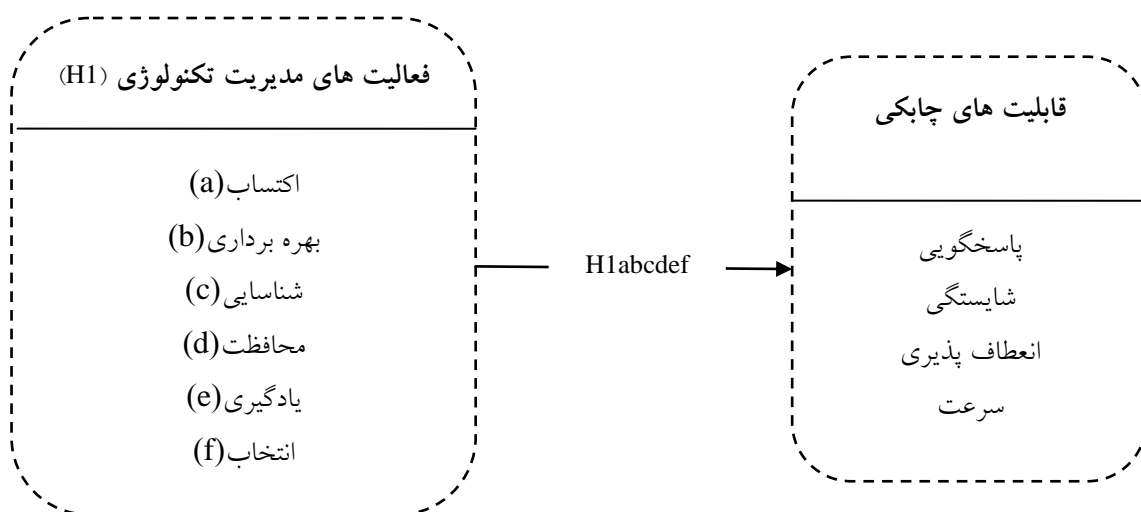 فعالیت های مدیریت تکنولوژی (H1)
اکتساب(a)
بهره برداری(b)
شناسایی(c)
محافظت(d)
یادگیری(e)
انتخاب(f)
H1abcdef
قابلیت های چابکی
پاسخگویی
شایستگی
انعطاف پذیری
سرعت